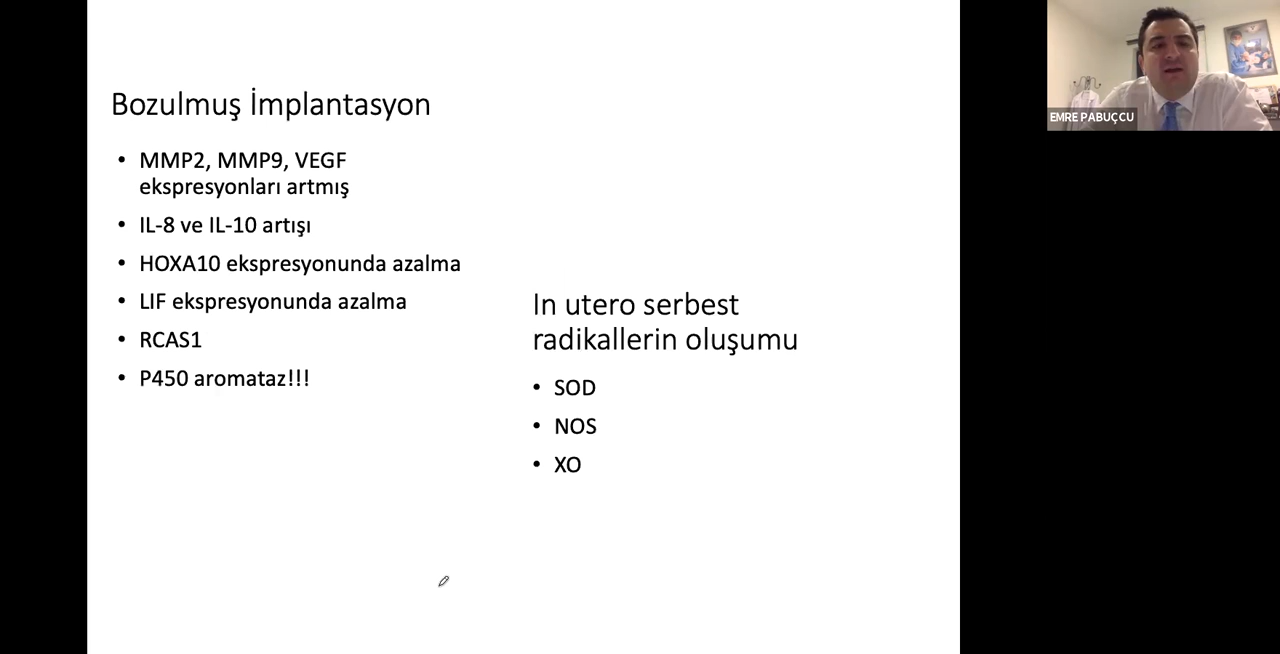 Bozulmuş İmplantasyon
• MMP2, MMP9, VEGF
ekspresyonları artmış
• IL-8 ve IL-10 artışı
• HOXA10 ekspresyonunda azalma
• LIF ekspresyonunda azalma
• RCAS1
• P450 aromataz!!!
In utero serbest
radikallerin oluşumu
• SOD
• NOS
• XO
EMRE PABUÇCU